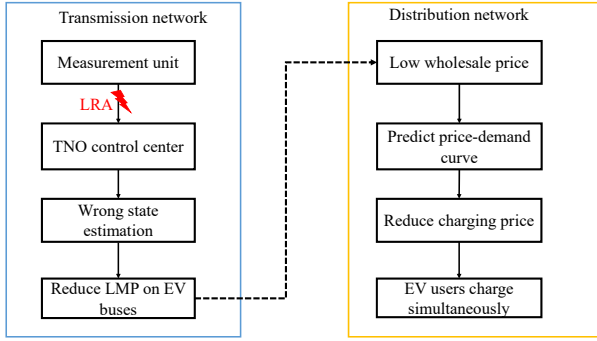 Transmission network
Measurement unit
LRA
TNO control center
Wrong state
estimation
Reduce LMP on EV
buses
Distribution network
Low wholesale price
Predict price-demand
curve
Reduce charging price
EV users charge
simultaneously